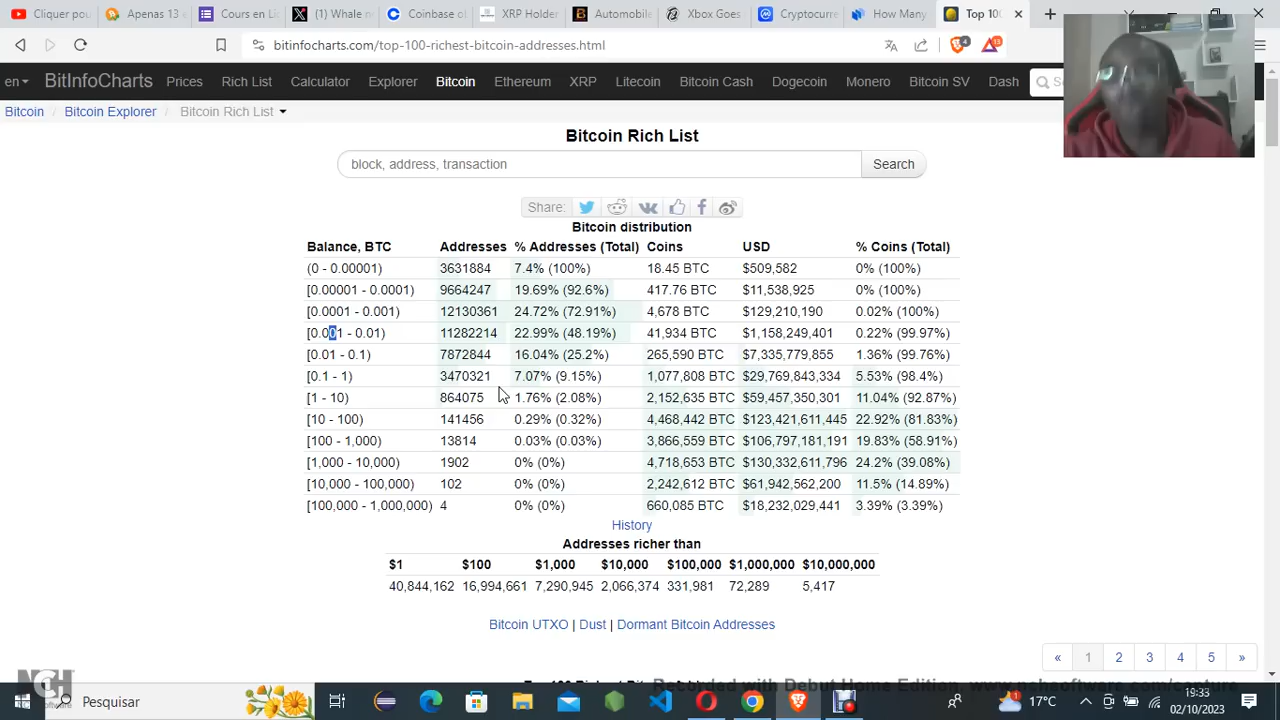 Cliquer pou
Apenas 13 e
Cours en Li
(1) Whale n
Coinbase o
XRP Holder
Automobile
Xbox Goes
Cryptocurr
How Many
Top 100
bitinfocharts.com/top-100-richest-bitcoin-addresses.html
4
13
en BitInfoCharts Prices Rich List Calculator Explorer Bitcoin Ethereum XRP Litecoin Bitcoin Cash Dogecoin Monero Bitcoin SV Dash
Bitcoin / Bitcoin Explorer / Bitcoin Rich List
Bitcoin Rich List
block, address, transaction Search
Share:
Bitcoin distribution
Balance, BTC Addresses % Addresses (Total) Coins USD % Coins (Total)
(0 - 0.00001) 3631884 7.4% (100%) 18.45 BTC $509,582 0% (100%)
[0.00001 - 0.0001) 9664247 19.69% (92.6%) 417.76 BTC $11,538,925 0% (100%)
[0.0001 - 0.001) 12130361 24.72% (72.91%) 4,678 BTC $129,210,190 0.02% (100%)
[0.001 - 0.01) 11282214 22.99% (48.19%) 41,934 BTC $1,158,249,401 0.22% (99.97%)
[0.01 - 0.1) 7872844 16.04% (25.2%) 265,590 BTC $7,335,779,855 1.36% (99.76%)
[0.1 - 1) 3470321 7.07% (9.15%) 1,077,808 BTC $29,769,843,334 5.53% (98.4%)
[1 - 10) 864075 1.76% (2.08%) 2,152,635 BTC $59,457,350,301 11.04% (92.87%)
[10 - 100) 141456 0.29% (0.32%) 4,468,442 BTC $123,421,611,445 22.92% (81.83%)
[100 - 1,000) 13814 0.03% (0.03%) 3,866,559 BTC $106,797,181,191 19.83% (58.91%)
[1,000 - 10,000) 1902 0% (0%) 4,718,653 BTC $130,332,611,796 24.2% (39.08%)
[10,000 - 100,000) 102 0% (0%) 2,242,612 BTC $61,942,562,200 11.5% (14.89%)
[100,000 - 1,000,000) 4 0% (0%) 660,085 BTC $18,232,029,441 3.39% (3.39%)
History
Addresses richer than
$1 $100 $1,000 $10,000 $100,000 $1,000,000 $10,000,000
40,844,162 16,994,661 7,290,945 2,066,374 331,981 72,289 5,417
Bitcoin UTXO | Dust | Dormant Bitcoin Addresses
« 1 2 3 4 5 »
Recorded with Debut Home Edition. www.nchsoftware.com/capture
NCH Software
Pesquisar
17°C
19:33
02/10/2023